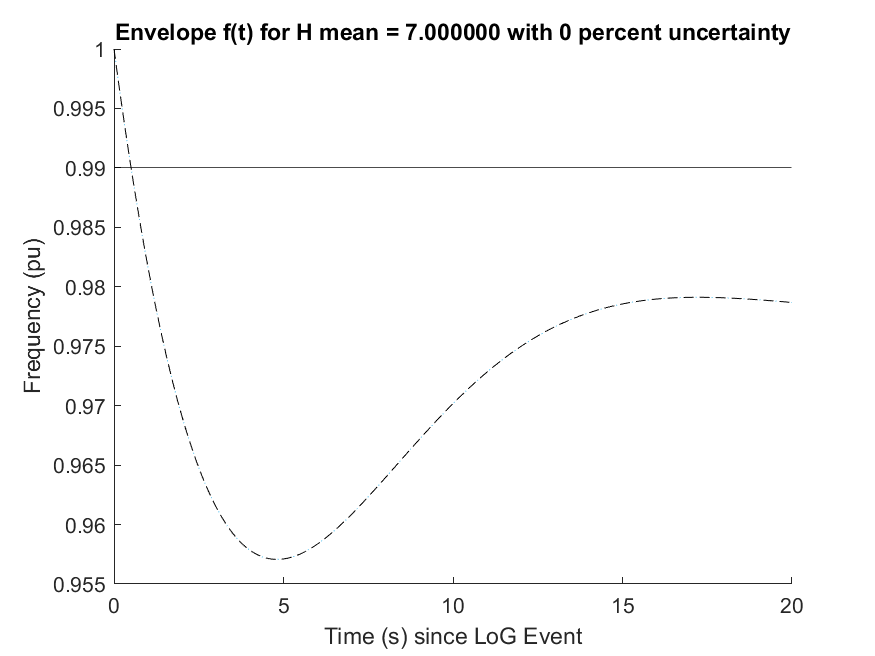 Envelope f(t) for H mean = 7.000000 with 0 percent uncertainty
1
0.995
0.99
0.985
0.98
0.975
0.97
0.965
0.96
0.955
Frequency (pu)
0 5 10 15 20
Time (s) since LoG Event